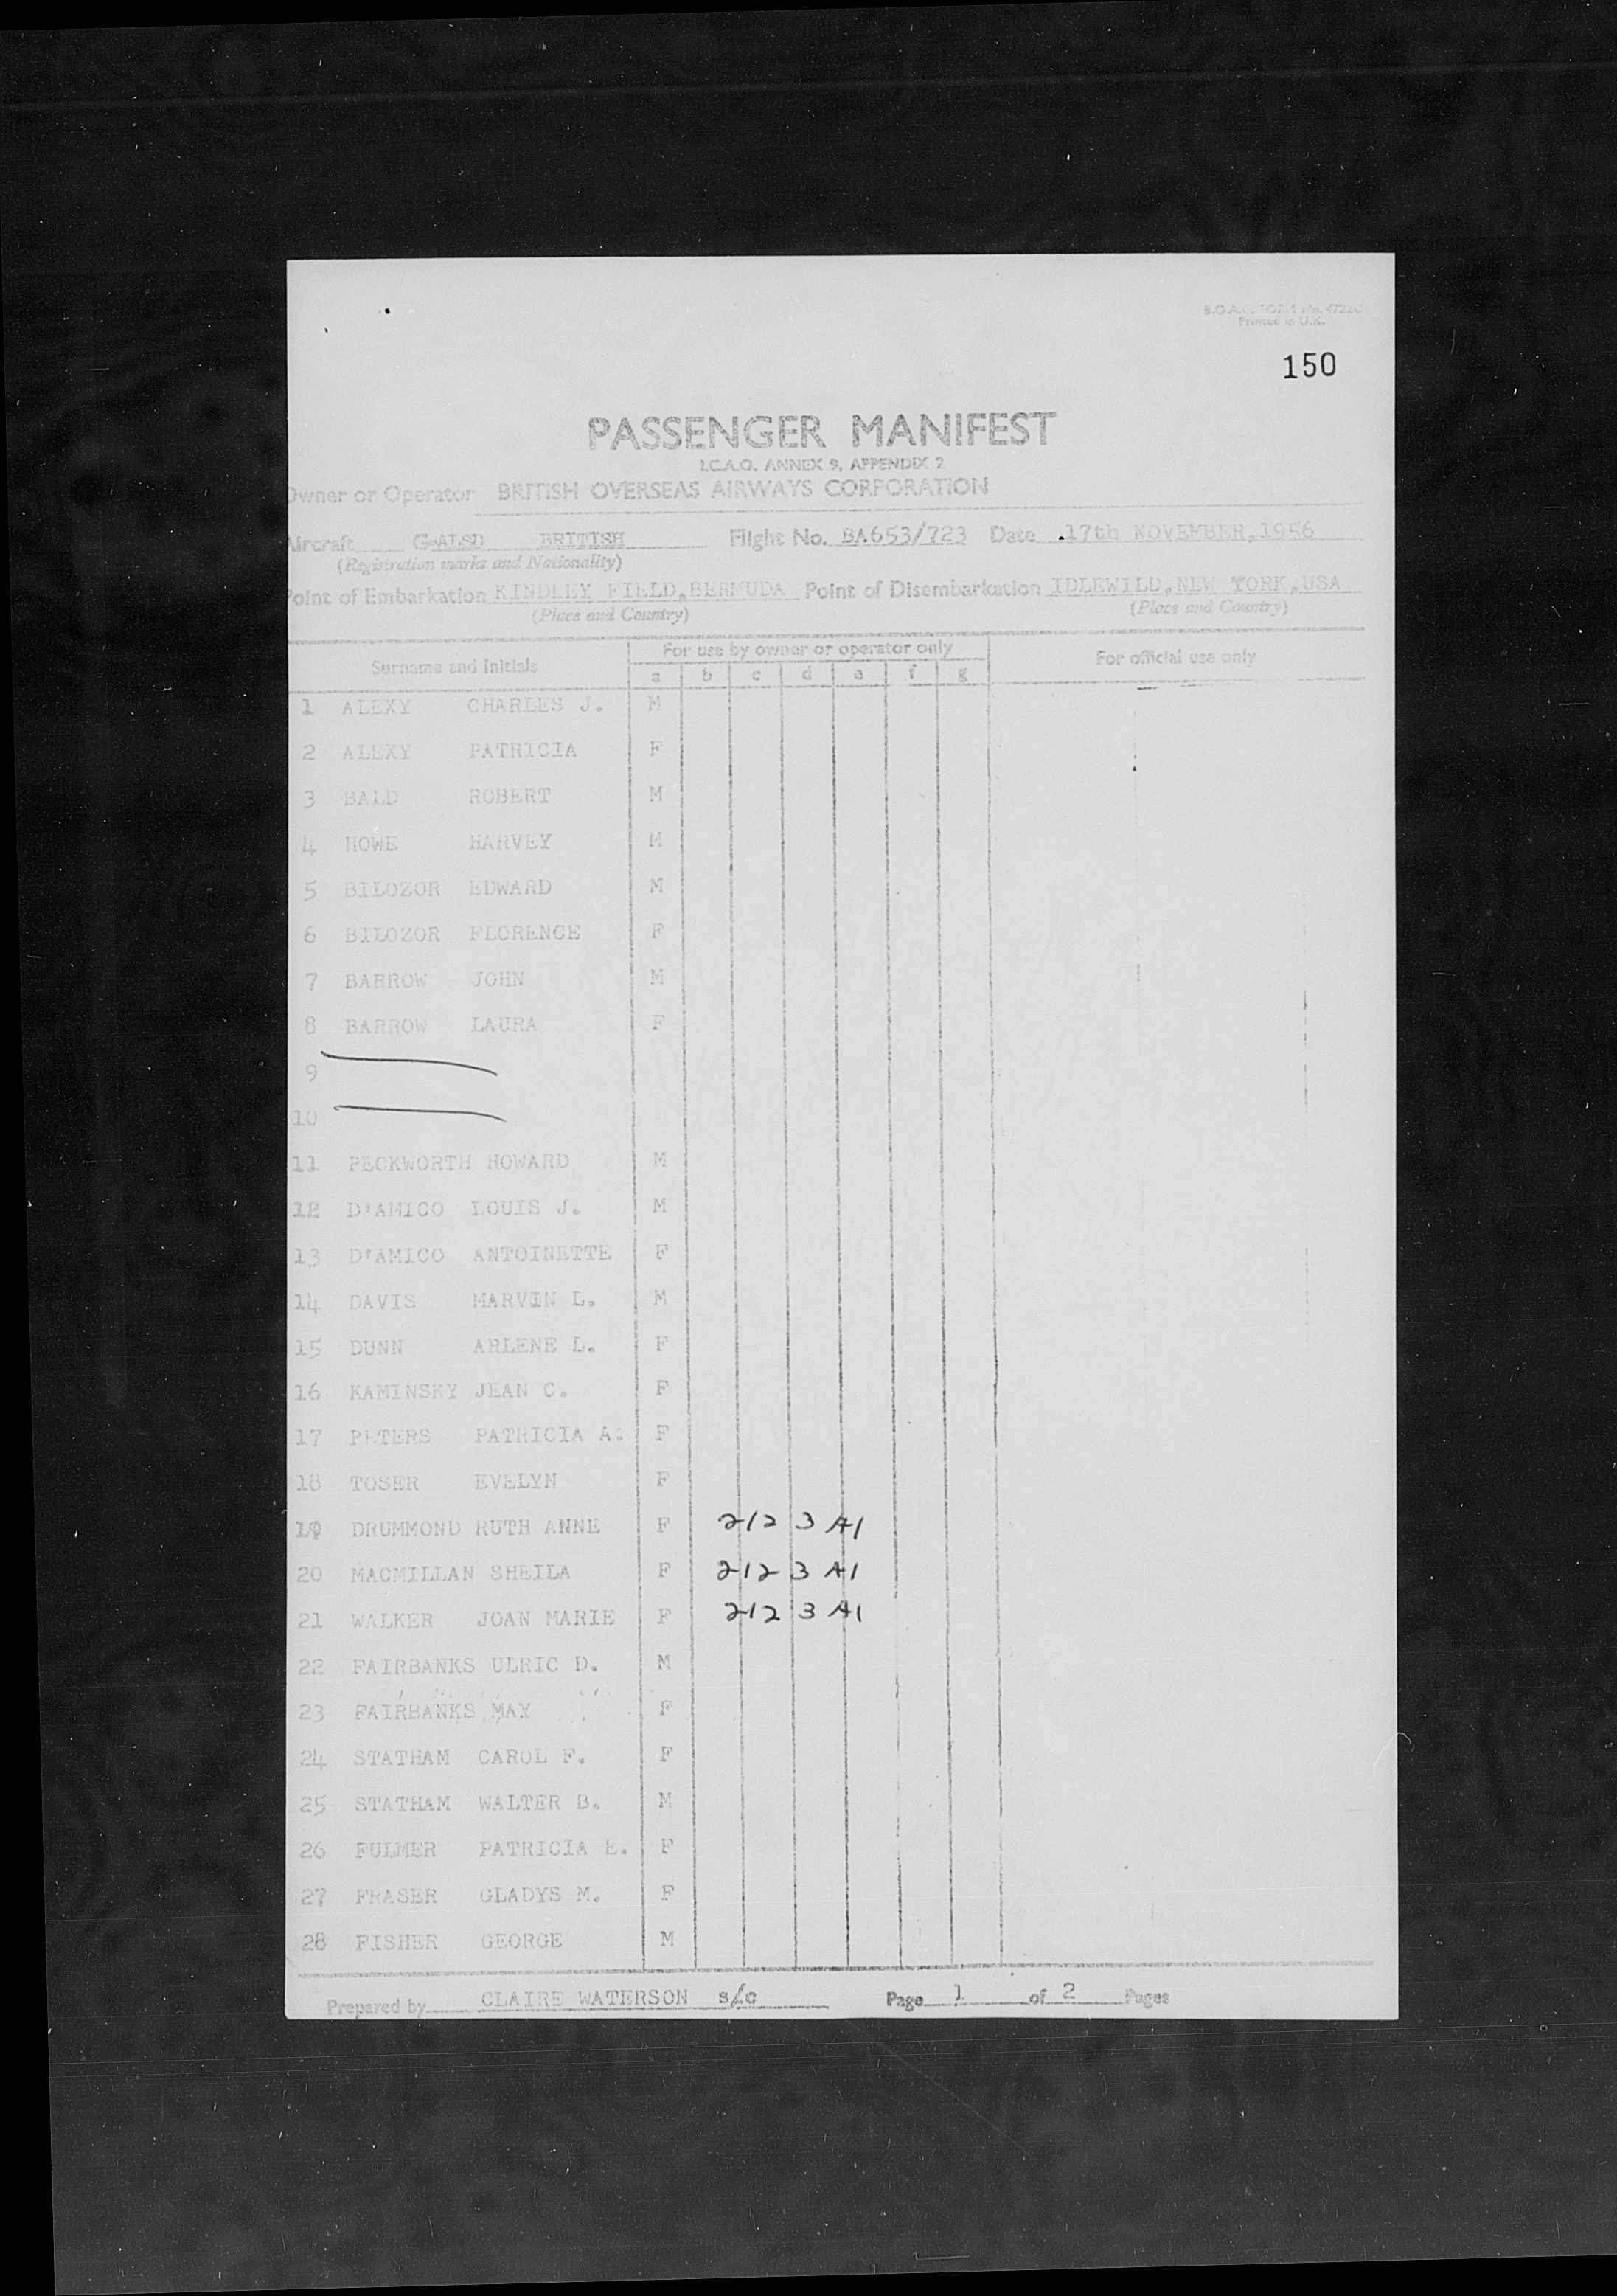 Printed in U.K.
150
PASSENGER MANIFEST
I.C.A.O. ANNEX 9, APPENDIX 2
Owner or Operator BRITISH OVERSEAS AIRWAYS CORPORATION
Aircraft G-ALSD BRITISH Flight No. BA653/723 Date .17th NOVEMBER,1956
(Registration marks and Nationality)
Point of Embarkation KINDLEY FIELD,BERMUDA Point of Disembarkation IDLEWILD,NEW YORK,USA
(Place and Country) (Place and Country)
Surname and Initials For use by owner or operator only For official use only
a b c d e f g
1 ALEXY CHARLES J. M
2 ALEXY PATRICIA F
3 BALD ROBERT M
4 HOWE HARVEY M
5 BILOZOR EDWARD M
6 BILOZOR FLORENCE F
7 BARROW JOHN M
8 BARROW LAURA F
9
10
11 PECKWORTH HOWARD M
12 D'AMICO LOUIS J. M
13 D'AMICO ANTOINETTE F
14 DAVIS MARVIN L. M
15 DUNN ARLENE L. F
16 KAMINSKY JEAN C. F
17 PETERS PATRICIA A. F
18 TOSER EVELYN F
19 DRUMMOND RUTH ANNE F 212 3 A1
20 MACMILLAN SHEILA F 212 3 A1
21 WALKER JOAN MARIE F 212 3 A1
22 FAIRBANKS ULRIC D. M
23 FAIRBANKS MAY F
24 STATHAM CAROL F. F
25 STATHAM WALTER B. M
26 FULMER PATRICIA E. F
27 FRASER GLADYS M. F
28 FISHER GEORGE M
Prepared by CLAIRE WATERSON s/c Page 1 of 2 Pages